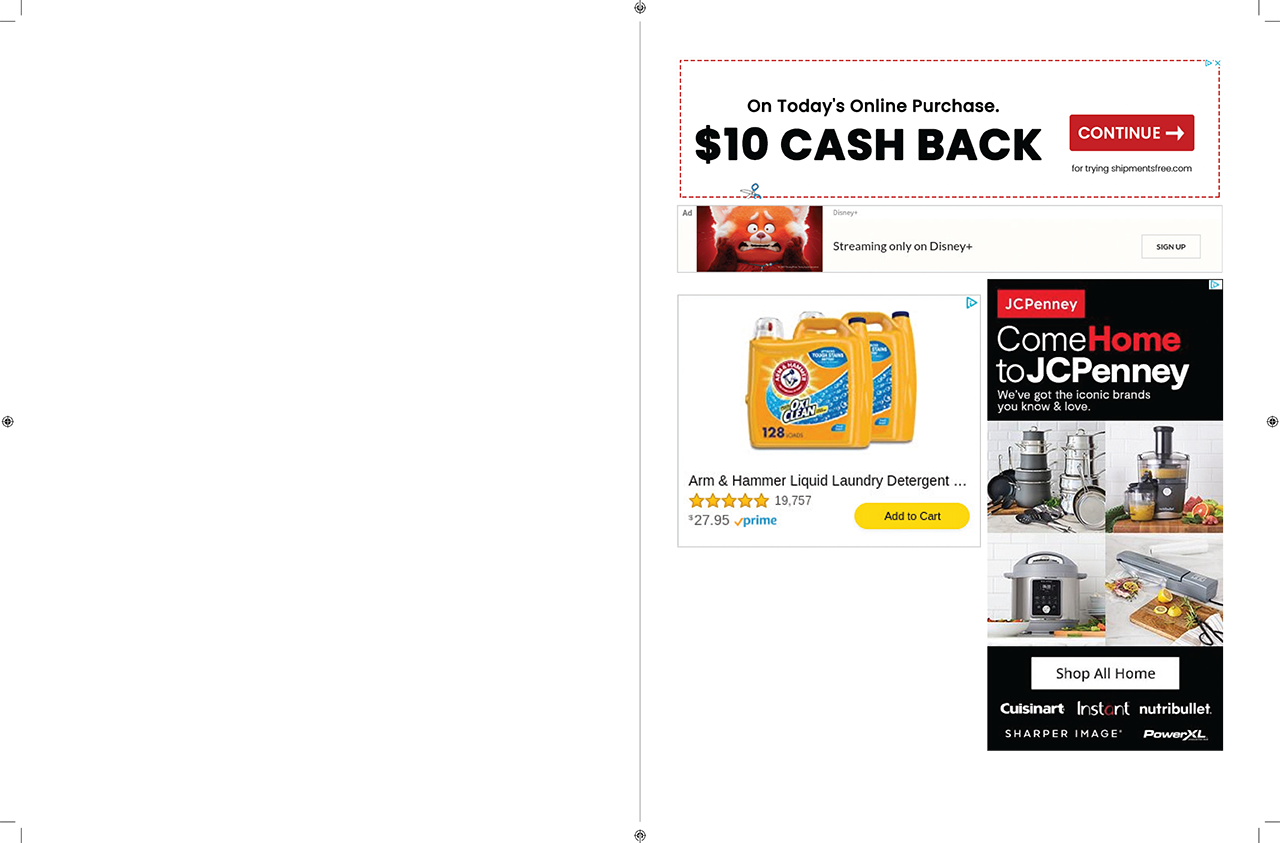 On Today's Online Purchase.
$10 CASH BACK
CONTINUE
for trying shipmentsfree.com
Ad
Disney+
Streaming only on Disney+
SIGN UP
TOUGH STAINS
ARM & HAMMER
OXI
CLEAN
128 LOADS
Arm & Hammer Liquid Laundry Detergent ...
19,757
$27.95 prime
Add to Cart
JCPenney
Come Home
to JCPenney
We've got the iconic brands
you know & love.
Shop All Home
Cuisinart Instant nutribullet.
SHARPER IMAGE PowerXL